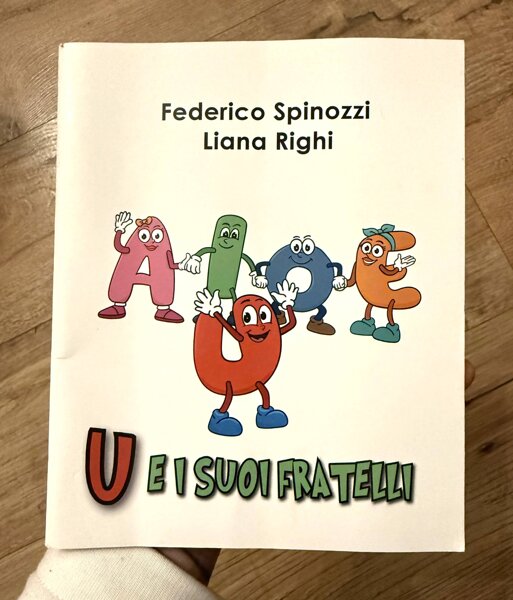 Federico Spinozzi
Liana Righi
A I O E
U
U E I SUOI FRATELLI